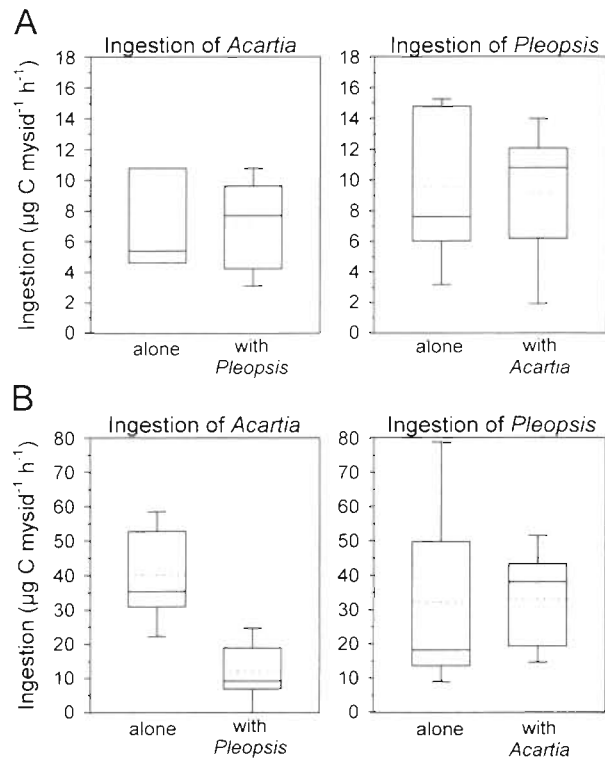 A
Ingestion of Acartia
Ingestion of Pleopsis
Ingestion (µg C mysid⁻¹ h⁻¹)
18
16
14
12
10
8
6
4
2
0
18
16
14
12
10
8
6
4
2
0
alone
with
Pleopsis
alone
with
Acartia
B
Ingestion of Acartia
Ingestion of Pleopsis
Ingestion (µg C mysid⁻¹ h⁻¹)
80
70
60
50
40
30
20
10
0
80
70
60
50
40
30
20
10
0
alone
with
Pleopsis
alone
with
Acartia